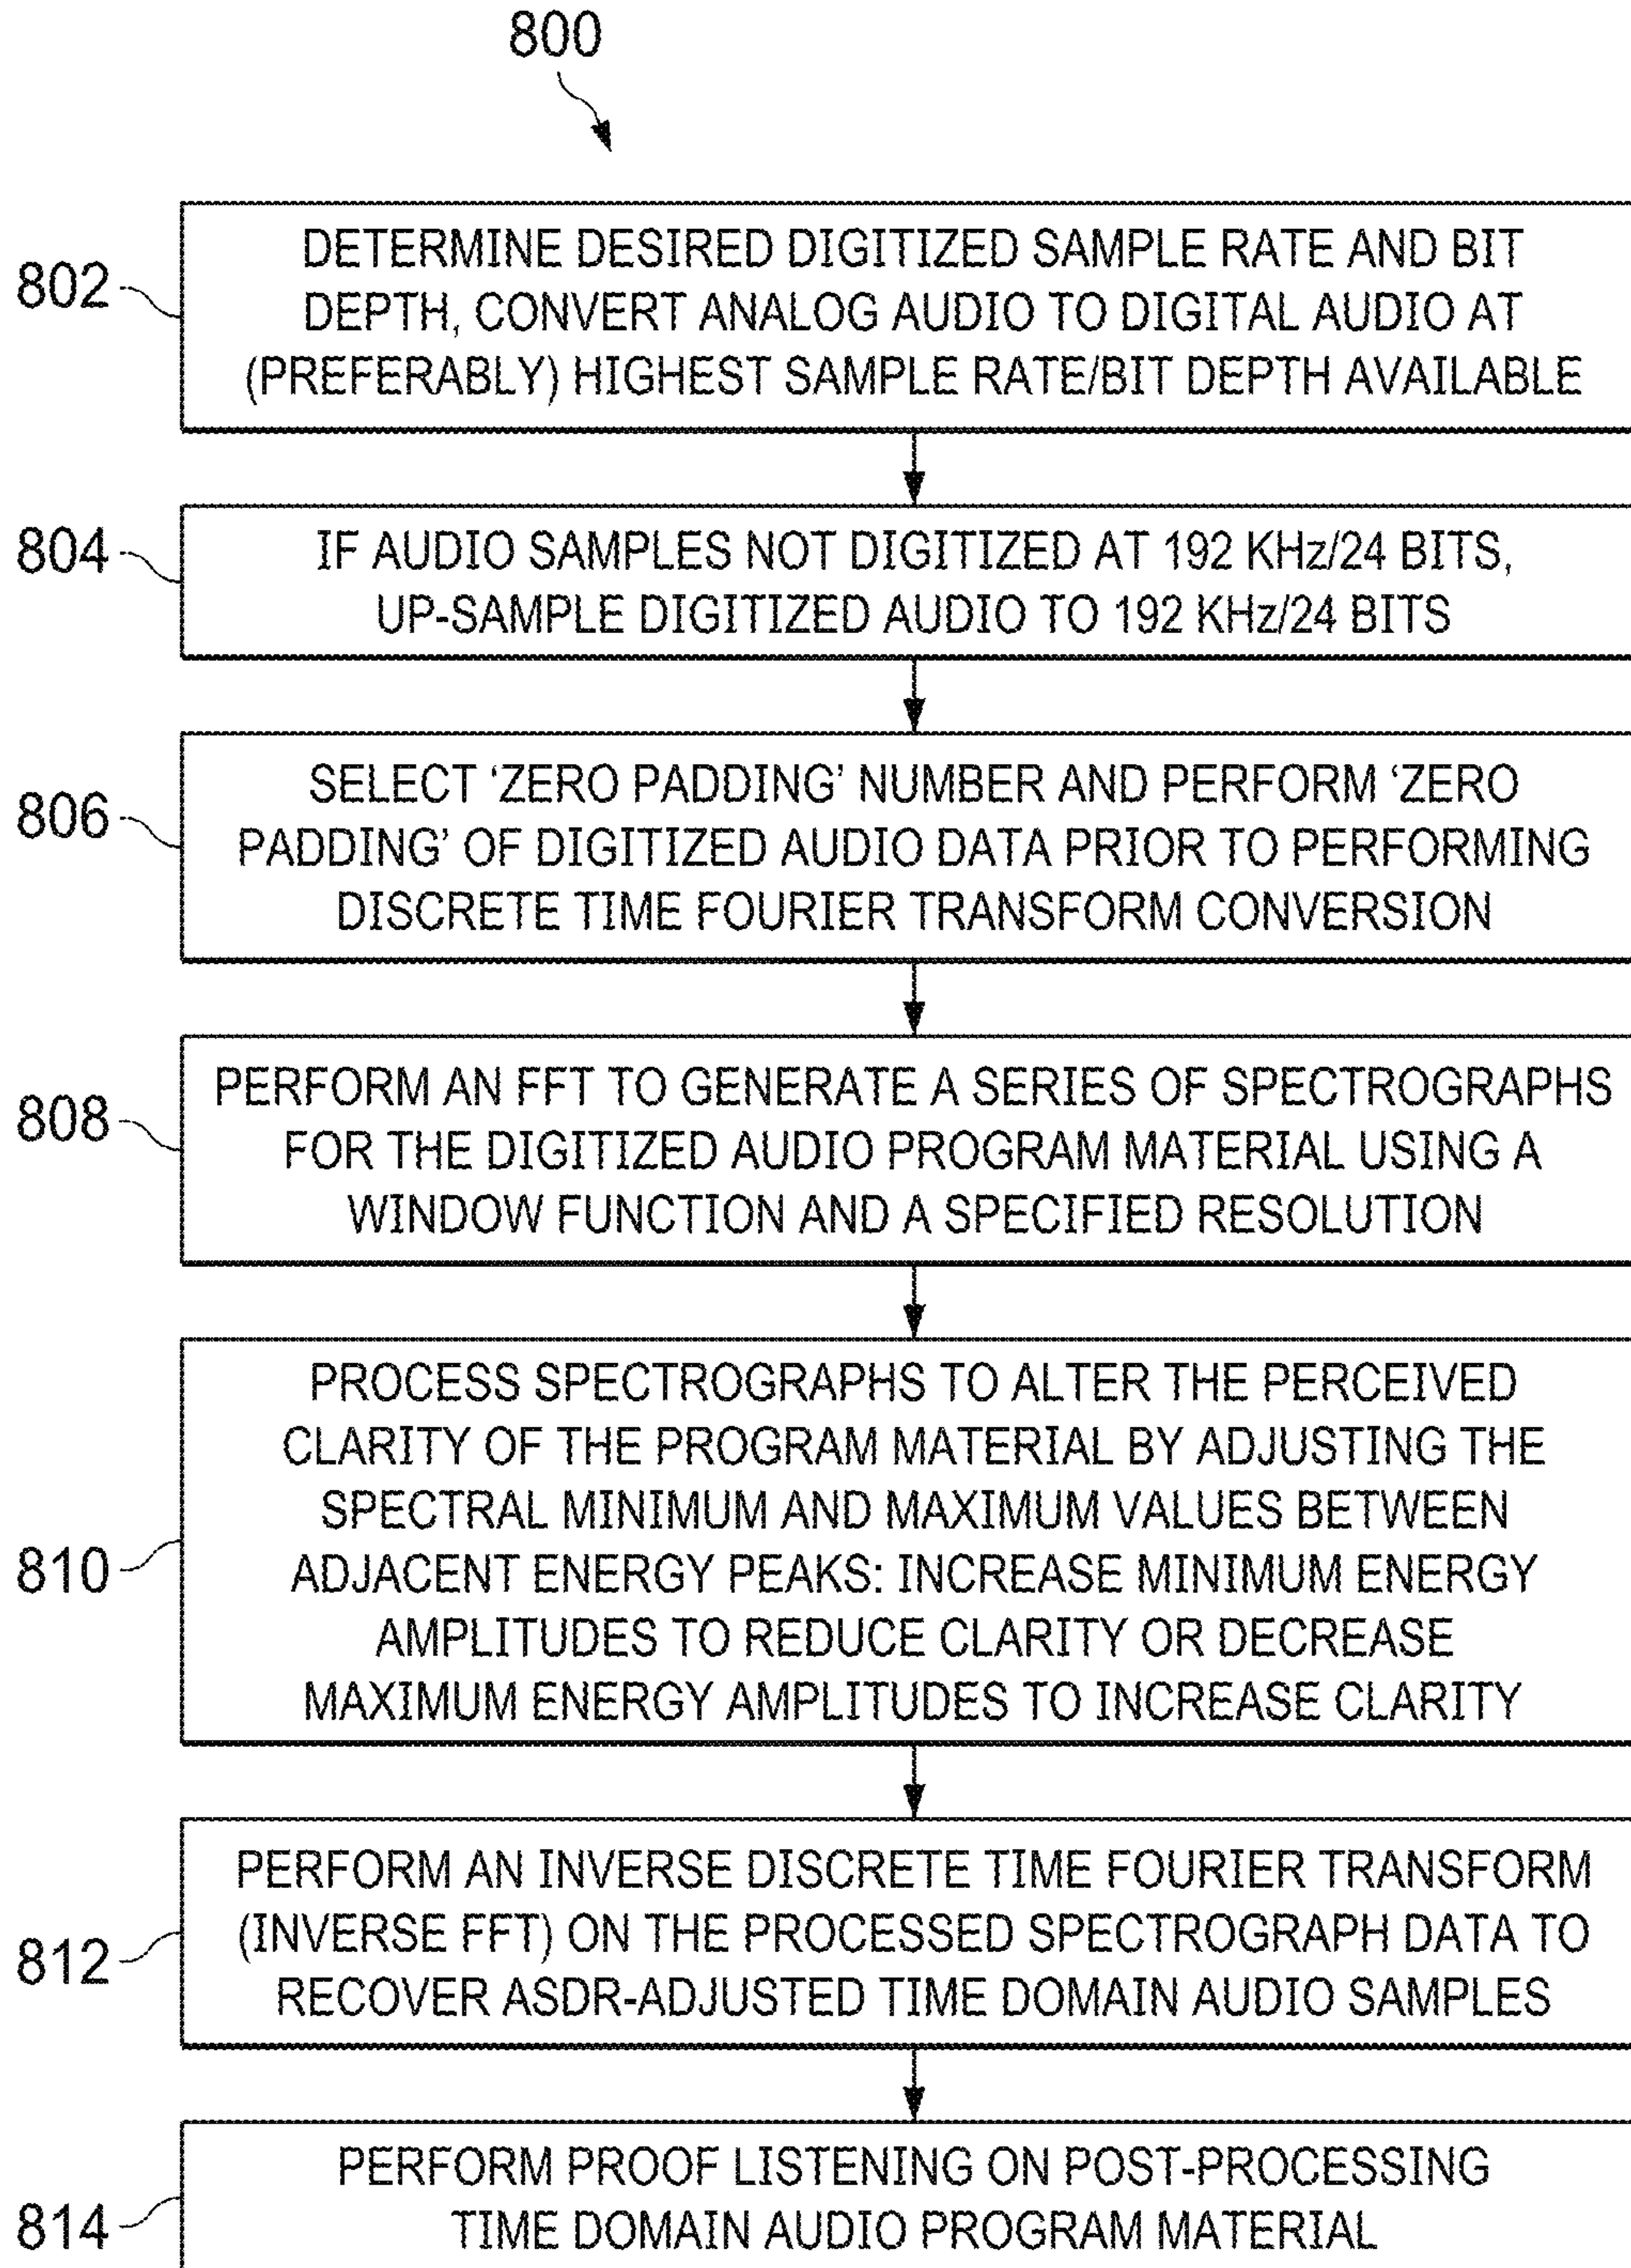 800
802
DETERMINE DESIRED DIGITIZED SAMPLE RATE AND BIT
DEPTH, CONVERT ANALOG AUDIO TO DIGITAL AUDIO AT
(PREFERABLY) HIGHEST SAMPLE RATE/BIT DEPTH AVAILABLE
804
IF AUDIO SAMPLES NOT DIGITIZED AT 192 KHz/24 BITS,
UP-SAMPLE DIGITIZED AUDIO TO 192 KHz/24 BITS
806
SELECT ‘ZERO PADDING’ NUMBER AND PERFORM ‘ZERO
PADDING’ OF DIGITIZED AUDIO DATA PRIOR TO PERFORMING
DISCRETE TIME FOURIER TRANSFORM CONVERSION
808
PERFORM AN FFT TO GENERATE A SERIES OF SPECTROGRAPHS
FOR THE DIGITIZED AUDIO PROGRAM MATERIAL USING A
WINDOW FUNCTION AND A SPECIFIED RESOLUTION
810
PROCESS SPECTROGRAPHS TO ALTER THE PERCEIVED
CLARITY OF THE PROGRAM MATERIAL BY ADJUSTING THE
SPECTRAL MINIMUM AND MAXIMUM VALUES BETWEEN
ADJACENT ENERGY PEAKS: INCREASE MINIMUM ENERGY
AMPLITUDES TO REDUCE CLARITY OR DECREASE
MAXIMUM ENERGY AMPLITUDES TO INCREASE CLARITY
812
PERFORM AN INVERSE DISCRETE TIME FOURIER TRANSFORM
(INVERSE FFT) ON THE PROCESSED SPECTROGRAPH DATA TO
RECOVER ASDR-ADJUSTED TIME DOMAIN AUDIO SAMPLES
814
PERFORM PROOF LISTENING ON POST-PROCESSING
TIME DOMAIN AUDIO PROGRAM MATERIAL